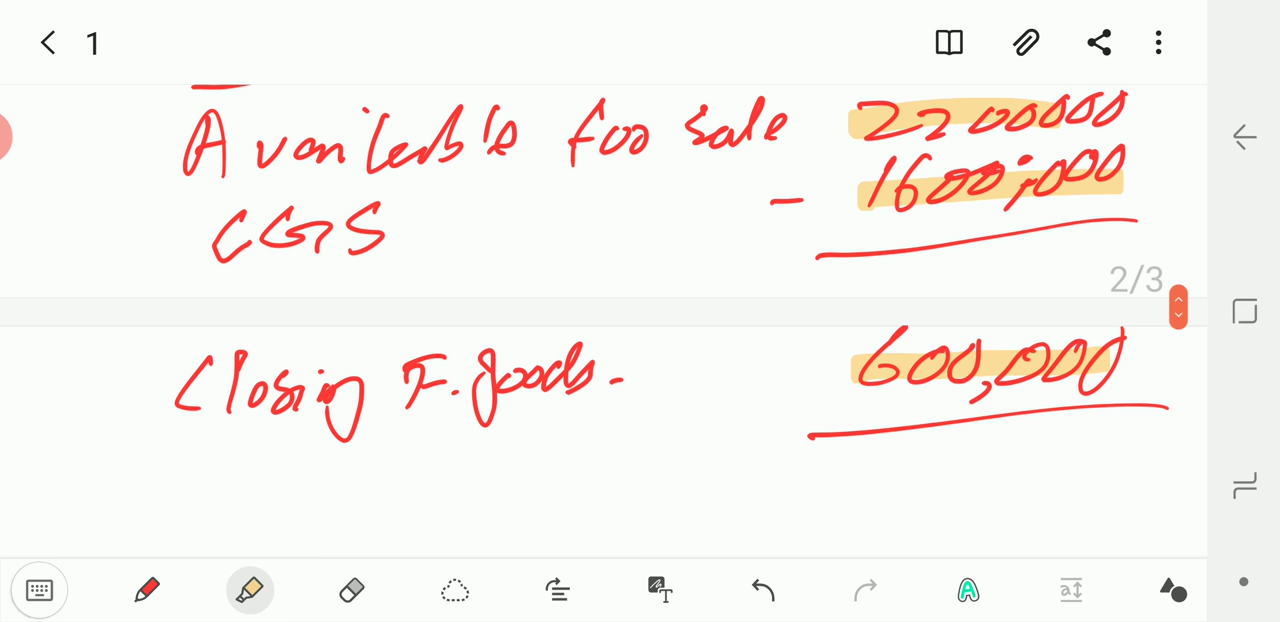 1
Available for sale 2200000
CGS - 1600,000
2/3
Closing F. goods. 600,000